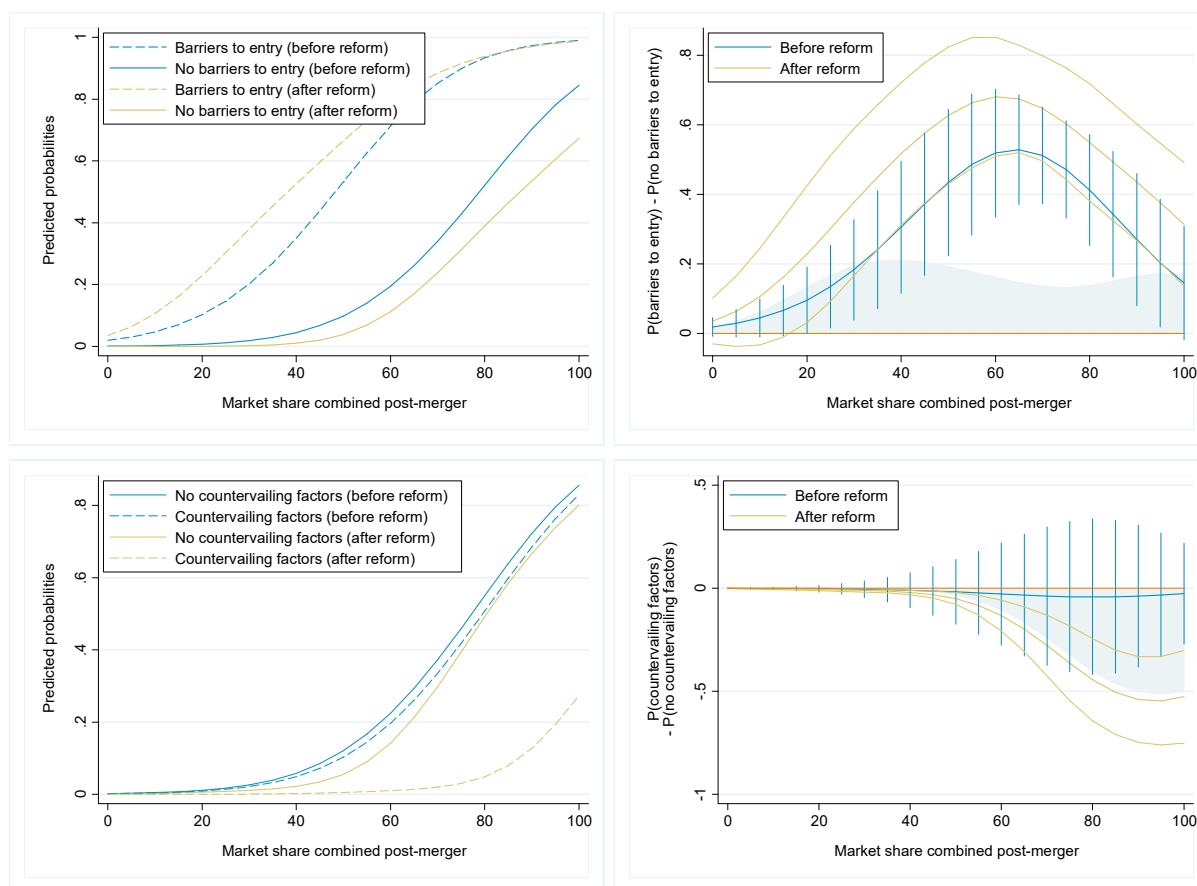 Barriers to entry (before reform)
No barriers to entry (before reform)
Barriers to entry (after reform)
No barriers to entry (after reform)
Predicted probabilities
0
.2
.4
.6
.8
1
0
20
40
60
80
100
Market share combined post-merger
Before reform
After reform
P(barriers to entry) - P(no barriers to entry)
0
.2
.4
.6
.8
0
20
40
60
80
100
Market share combined post-merger
No countervailing factors (before reform)
Countervailing factors (before reform)
No countervailing factors (after reform)
Countervailing factors (after reform)
Predicted probabilities
0
.2
.4
.6
.8
0
20
40
60
80
100
Market share combined post-merger
Before reform
After reform
P(countervailing factors)
- P(no countervailing factors)
-1
-.5
0
.5
0
20
40
60
80
100
Market share combined post-merger